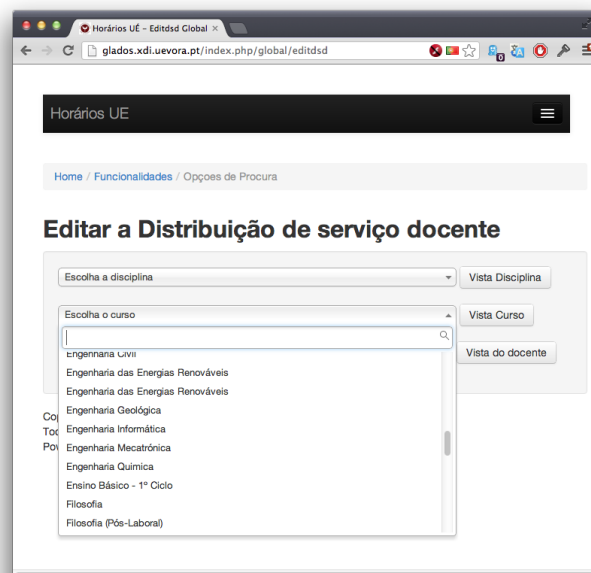 Horários UÉ - Editdsd Global
glados.xdi.uevora.pt/index.php/global/editdsd
0
Horários UE
Home / Funcionalidades / Opçoes de Procura
Editar a Distribuição de serviço docente
Escolha a disciplina
Vista Disciplina
Escolha o curso
Vista Curso
Engenharia Civil
Vista do docente
Engenharia das Energias Renováveis
Engenharia das Energias Renováveis
Engenharia Geológica
Engenharia Informática
Engenharia Mecatrónica
Engenharia Quimica
Ensino Básico - 1º Ciclo
Filosofia
Filosofia (Pós-Laboral)